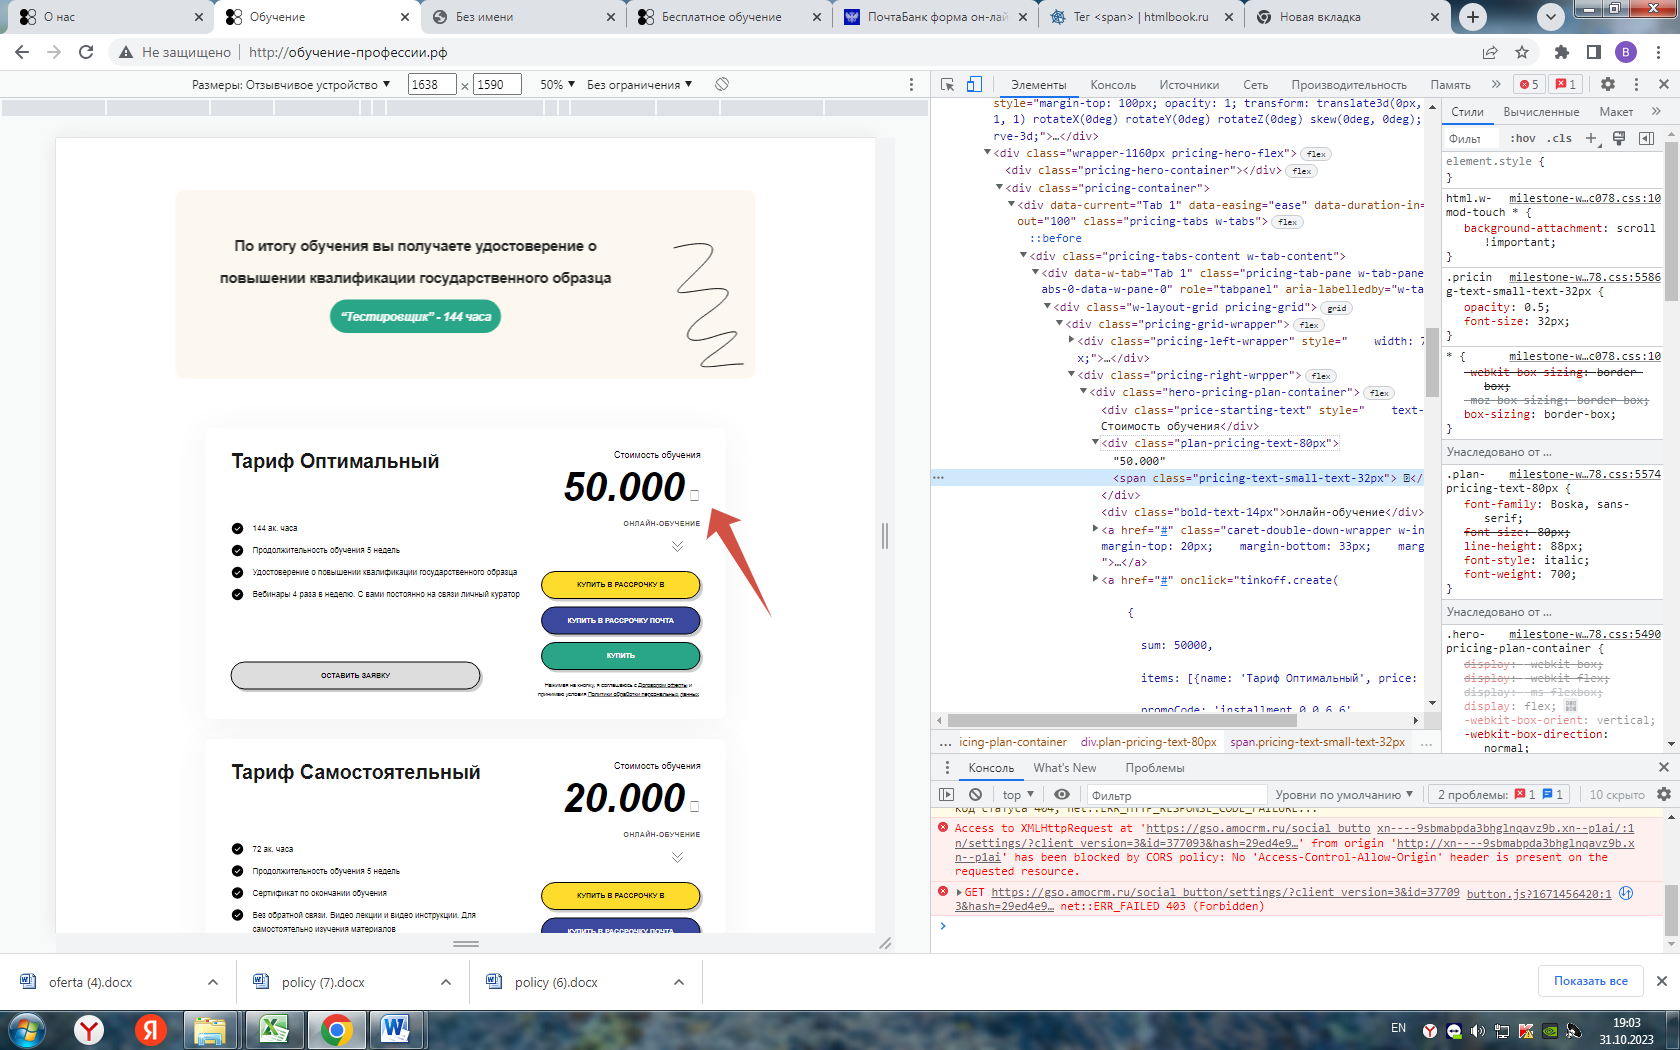 О нас
Обучение
Без имени
Бесплатное обучение
ПочтаБанк форма он-лай
Тег <span> | htmlbook.ru
Новая вкладка
Не защищено
http://обучение-профессии.рф
B
Размеры: Отзывчивое устройство ▼
1638 × 1590
50% ▼
Без ограничения ▼
По итогу обучения вы получаете удостоверение о
повышении квалификации государственного образца
“Тестировщик” - 144 часа
Тариф Оптимальный
Стоимость обучения
50.000
ОНЛАЙН-ОБУЧЕНИЕ
144 ак. часа
Продолжительность обучения 5 недель
Удостоверение о повышении квалификации государственного образца
Вебинары 4 раза в неделю. С вами постоянно на связи личный куратор
КУПИТЬ В РАССРОЧКУ В
КУПИТЬ В РАССРОЧКУ ПОЧТА
КУПИТЬ
ОСТАВИТЬ ЗАЯВКУ
Нажимая на кнопку, я соглашаюсь с Договором оферты и
принимаю условия Политики обработки персональных данных
Тариф Самостоятельный
Стоимость обучения
20.000
ОНЛАЙН-ОБУЧЕНИЕ
72 ак. часа
Продолжительность обучения 5 недель
Сертификат по окончании обучения
Без обратной связи. Видео лекции и видео инструкции. Для
самостоятельно изучения материалов
КУПИТЬ В РАССРОЧКУ В
КУПИТЬ В РАССРОЧКУ ПОЧТА
Элементы Консоль Источники Сеть Производительность Память » 5 1
style="margin-top: 100px; opacity: 1; transform: translate3d(0px,
1, 1) rotateX(0deg) rotateY(0deg) rotateZ(0deg) skew(0deg, 0deg);
rve-3d;">…</div>
<div class="wrapper-1160px pricing-hero-flex"> flex
<div class="pricing-hero-container"></div> flex
<div class="pricing-container">
<div data-current="Tab 1" data-easing="ease" data-duration-in=
out="100" class="pricing-tabs w-tabs"> flex
::before
<div class="pricing-tabs-content w-tab-content">
<div data-w-tab="Tab 1" class="pricing-tab-pane w-tab-pane
abs-0-data-w-pane-0" role="tabpanel" aria-labelledby="w-ta
<div class="w-layout-grid pricing-grid"> grid
<div class="pricing-grid-wrapper"> flex
<div class="pricing-left-wrapper" style=" width: 7
x;">…</div>
<div class="pricing-right-wrpper"> flex
<div class="hero-pricing-plan-container"> flex
<div class="price-starting-text" style=" text-
Стоимость обучения</div>
<div class="plan-pricing-text-80px">
"50.000"
<span class="pricing-text-small-text-32px"> </
</div>
<div class="bold-text-14px">онлайн-обучение</div>
<a href="#" class="caret-double-down-wrapper w-in
margin-top: 20px; margin-bottom: 33px; marg
">…</a>
<a href="#" onclick="tinkoff.create(
{
sum: 50000,
items: [{name: 'Тариф Оптимальный', price:
promoCode: 'installment_0_0_6_6'
… icing-plan-container div.plan-pricing-text-80px span.pricing-text-small-text-32px …
Стили Вычисленные Макет »
Фильт :hov .cls +
element.style {
}
html.w- milestone-w…c078.css:10
mod-touch * {
background-attachment: scroll
!important;
}
.pricin milestone-w…78.css:5586
g-text-small-text-32px {
opacity: 0.5;
font-size: 32px;
}
* { milestone-w…c078.css:10
-webkit-box-sizing: border-
box;
-moz-box-sizing: border-box;
box-sizing: border-box;
}
Унаследовано от …
.plan- milestone-w…78.css:5574
pricing-text-80px {
font-family: Boska, sans-
serif;
font-size: 80px;
line-height: 88px;
font-style: italic;
font-weight: 700;
}
Унаследовано от …
.hero- milestone-w…78.css:5490
pricing-plan-container {
display: -webkit-box;
display: -webkit-flex;
display: -ms-flexbox;
display: flex;
-webkit-box-orient: vertical;
-webkit-box-direction:
normal;
Консоль What's New Проблемы
top ▼ Фильтр Уровни по умолчанию ▼ 2 проблемы: 1 1 10 скрыто
код статуса 404, net::ERR_HTTP_RESPONSE_CODE_FAILURE...
Access to XMLHttpRequest at 'https://gso.amocrm.ru/social_butto xn----9sbmabpda3bhglnqavz9b.xn--p1ai/:1
n/settings/?client_version=3&id=377093&hash=29ed4e9…' from origin 'http://xn----9sbmabpda3bhglnqavz9b.x
n--p1ai' has been blocked by CORS policy: No 'Access-Control-Allow-Origin' header is present on the
requested resource.
GET https://gso.amocrm.ru/social_button/settings/?client_version=3&id=37709 button.js?1671456420:1
3&hash=29ed4e9… net::ERR_FAILED 403 (Forbidden)
oferta (4).docx
policy (7).docx
policy (6).docx
Показать все
EN
19:03
31.10.2023